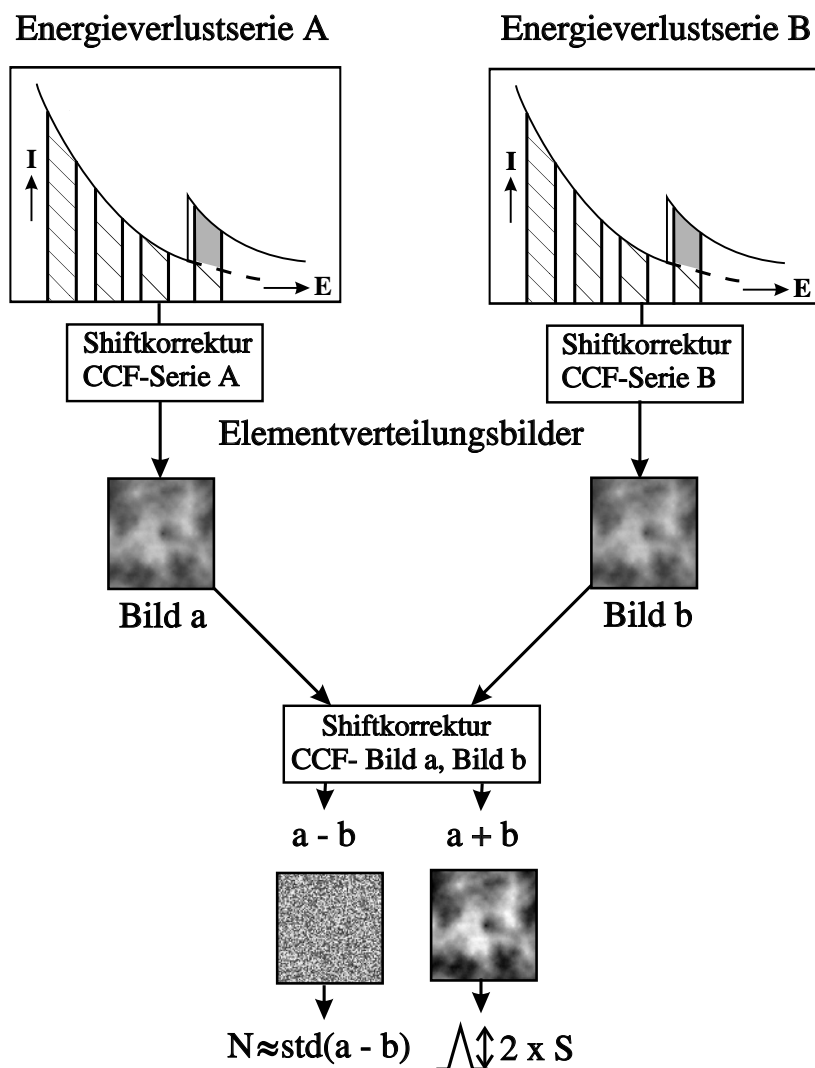 Energieverlustserie A
Energieverlustserie B
I
E
I
E
Shiftkorrektur
CCF-Serie A
Shiftkorrektur
CCF-Serie B
Elementverteilungsbilder
Bild a
Bild b
Shiftkorrektur
CCF- Bild a, Bild b
a - b
a + b
N≈std(a - b)
2 x S